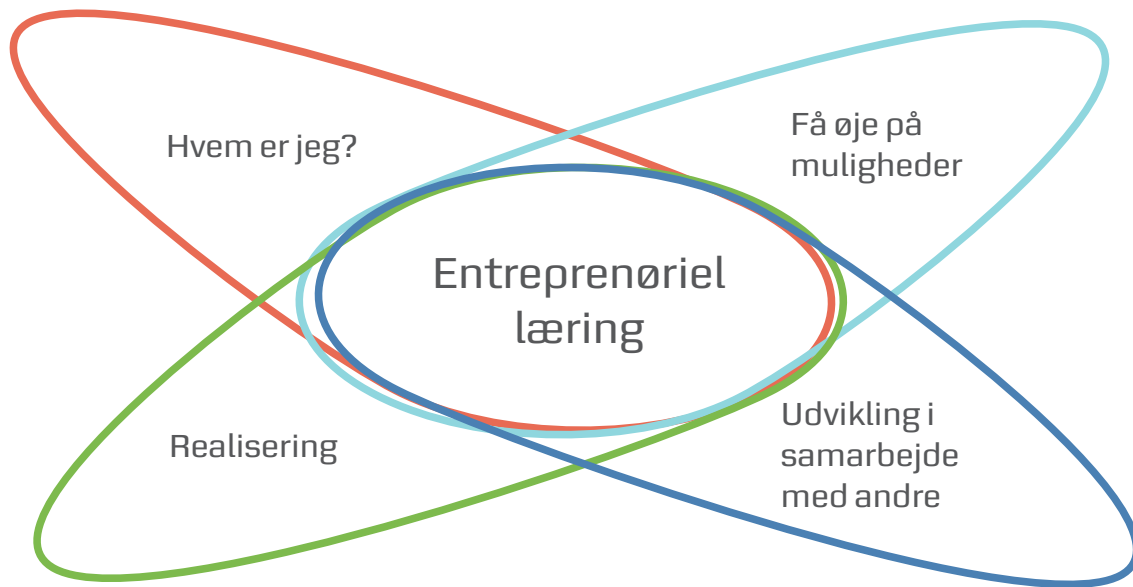 Hvem er jeg?
Få øje på
muligheder
Entreprenøriel
læring
Realisering
Udvikling i
samarbejde
med andre